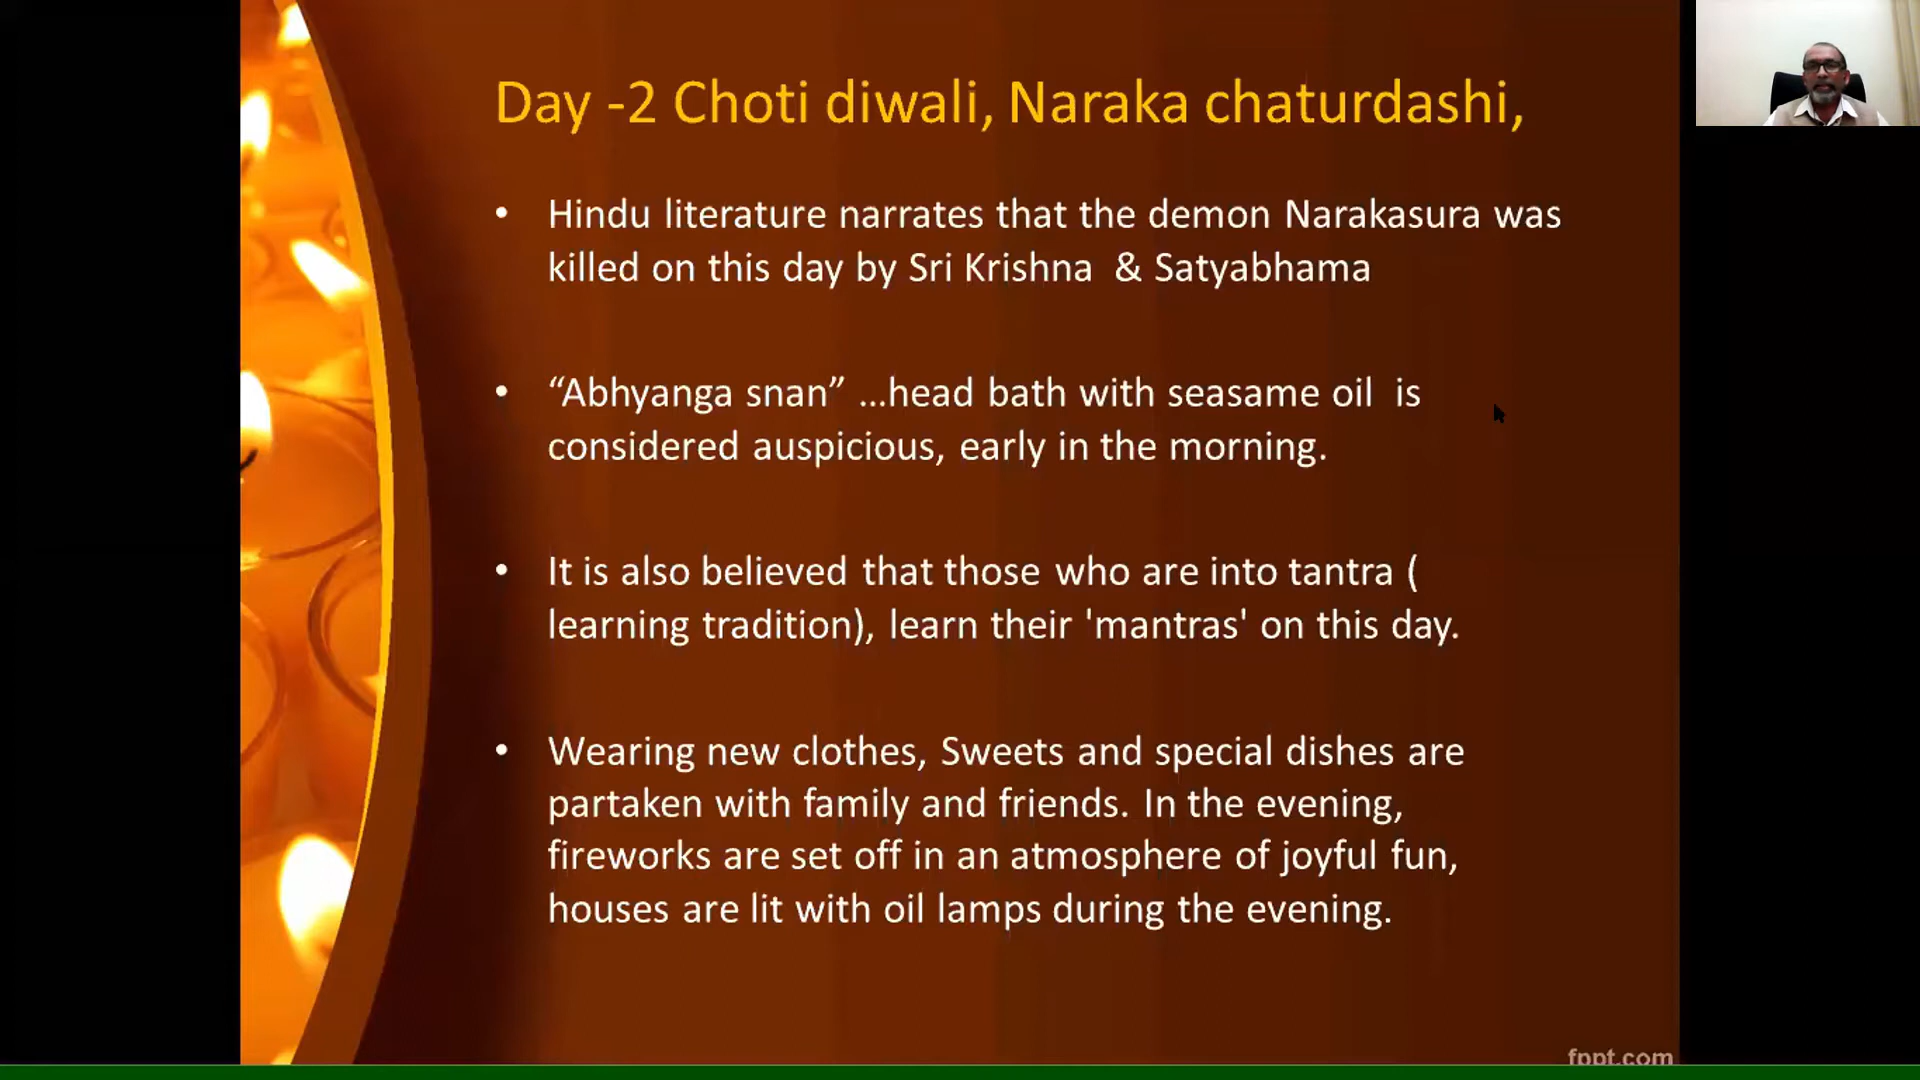 Day -2 Choti diwali, Naraka chaturdashi,
• Hindu literature narrates that the demon Narakasura was
killed on this day by Sri Krishna & Satyabhama
• “Abhyanga snan” ...head bath with seasame oil is
considered auspicious, early in the morning.
• It is also believed that those who are into tantra (
learning tradition), learn their 'mantras' on this day.
• Wearing new clothes, Sweets and special dishes are
partaken with family and friends. In the evening,
fireworks are set off in an atmosphere of joyful fun,
houses are lit with oil lamps during the evening.
fppt.com